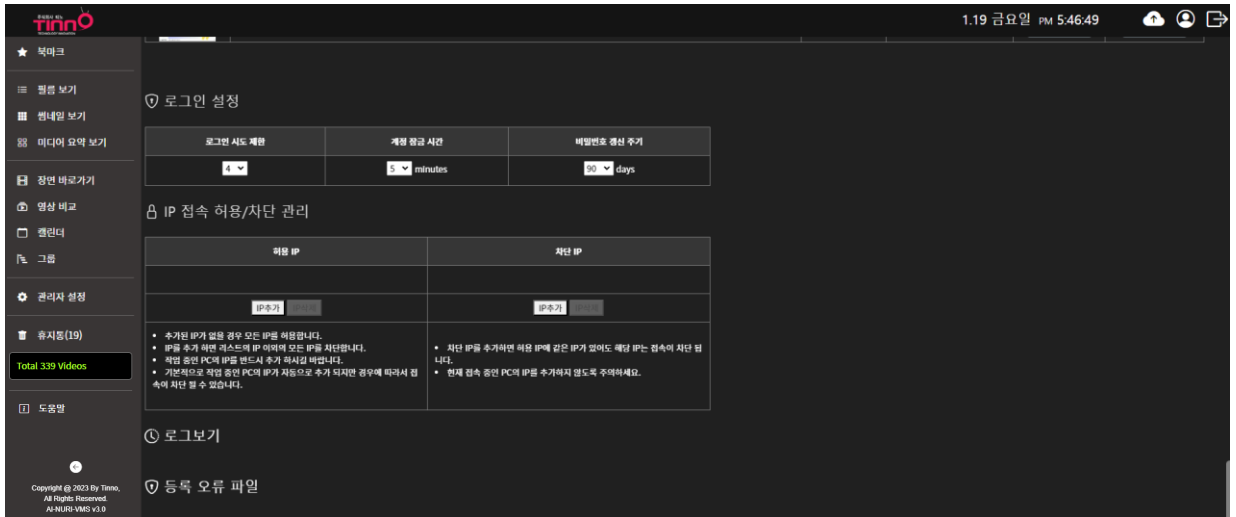 주식회사 티노
Tinno
1.19 금요일 PM 5:46:49
북마크
필름 보기
썸네일 보기
미디어 요약 보기
장면 바로가기
영상 비교
캘린더
그룹
관리자 설정
휴지통(19)
Total 339 Videos
도움말
Copyright @ 2023 By Tinno,
All Rights Reserved.
AI-NURI-VMS v3.0
로그인 설정
로그인 시도 제한 계정 잠금 시간 비밀번호 갱신 주기
4 5 minutes 90 days
IP 접속 허용/차단 관리
허용 IP 차단 IP
IP추가 IP삭제 IP추가 IP삭제
• 추가된 IP가 없을 경우 모든 IP를 허용합니다.
• IP를 추가 하면 리스트의 IP 이외의 모든 IP을 차단합니다.
• 작업 중인 PC의 IP를 반드시 추가 하시길 바랍니다.
• 기본적으로 작업 중인 PC의 IP가 자동으로 추가 되지만 경우에 따라서 접
속이 차단 될 수 있습니다.
• 차단 IP를 추가하면 허용 IP에 같은 IP가 있어도 해당 IP는 접속이 차단 됩
니다.
• 현재 접속 중인 PC의 IP를 추가하지 않도록 주의하세요.
로그보기
등록 오류 파일